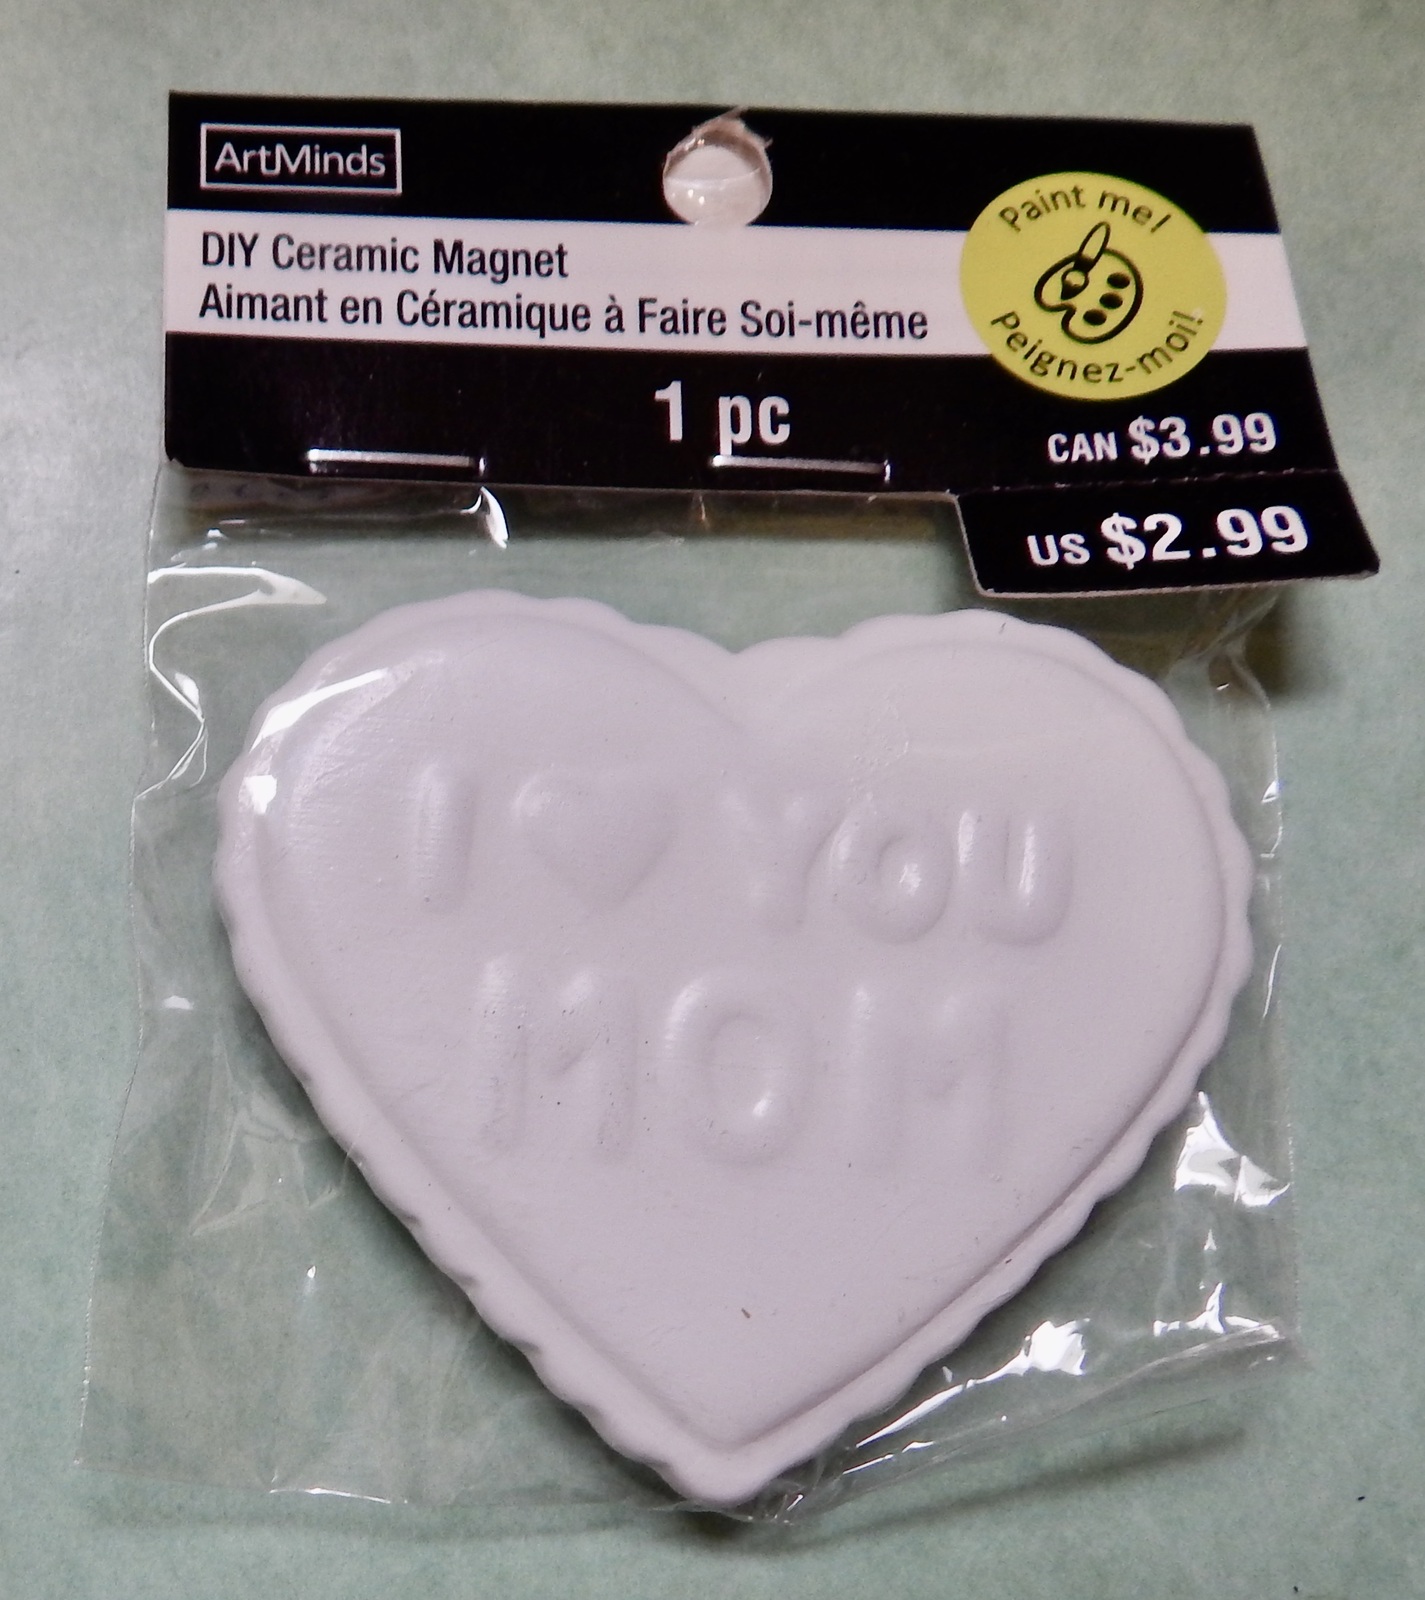 ArtMinds
DIY Ceramic Magnet
Aimant en Céramique à Faire Soi-même
Paint me!
Peignez-moi!
1 pc
CAN $3.99
US $2.99
I ♥ YOU
MOM